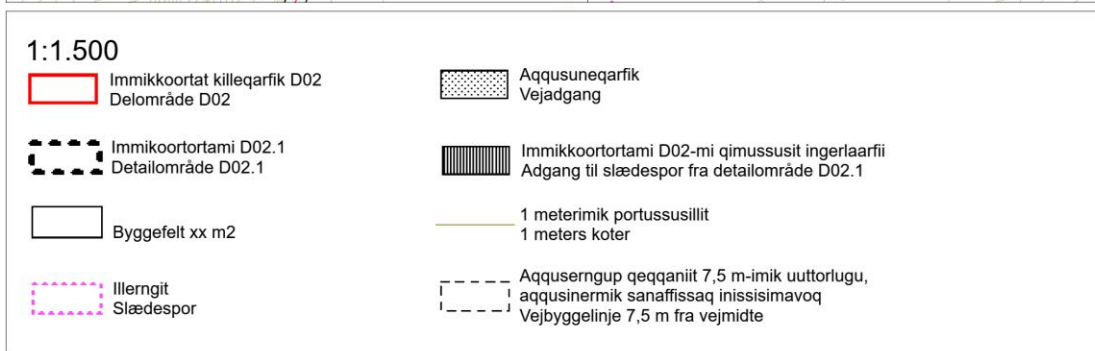 1:1.500
Immikkoortat killeqarfik D02
Delområde D02
Immikoortortami D02.1
Detailområde D02.1
Byggefelt xx m2
Illerngit
Slædespor
Aqqusuneqarfik
Vejadgang
Immikkoortortami D02-mi qimussusit ingerlaarfii
Adgang til slædespor fra detailområde D02.1
1 meterimik portussusillit
1 meters koter
Aqquserngup qeqqaniit 7,5 m-imik uuttorlugu,
aqqusinermik sanaffissaq inissisimavoq
Vejbyggelinje 7,5 m fra vejmidte